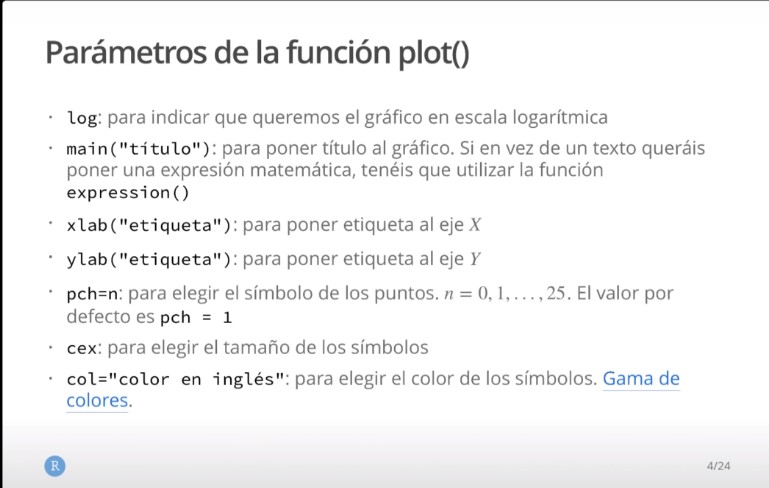 Parámetros de la función plot()
· log: para indicar que queremos el gráfico en escala logarítmica
· main("título"): para poner título al gráfico. Si en vez de un texto queráis
poner una expresión matemática, tenéis que utilizar la función
expression()
· xlab("etiqueta"): para poner etiqueta al eje X
· ylab("etiqueta"): para poner etiqueta al eje Y
· pch=n: para elegir el símbolo de los puntos. n = 0, 1, . . . , 25. El valor por
defecto es pch = 1
· cex: para elegir el tamaño de los símbolos
· col="color en inglés": para elegir el color de los símbolos. Gama de
colores.
R
4/24